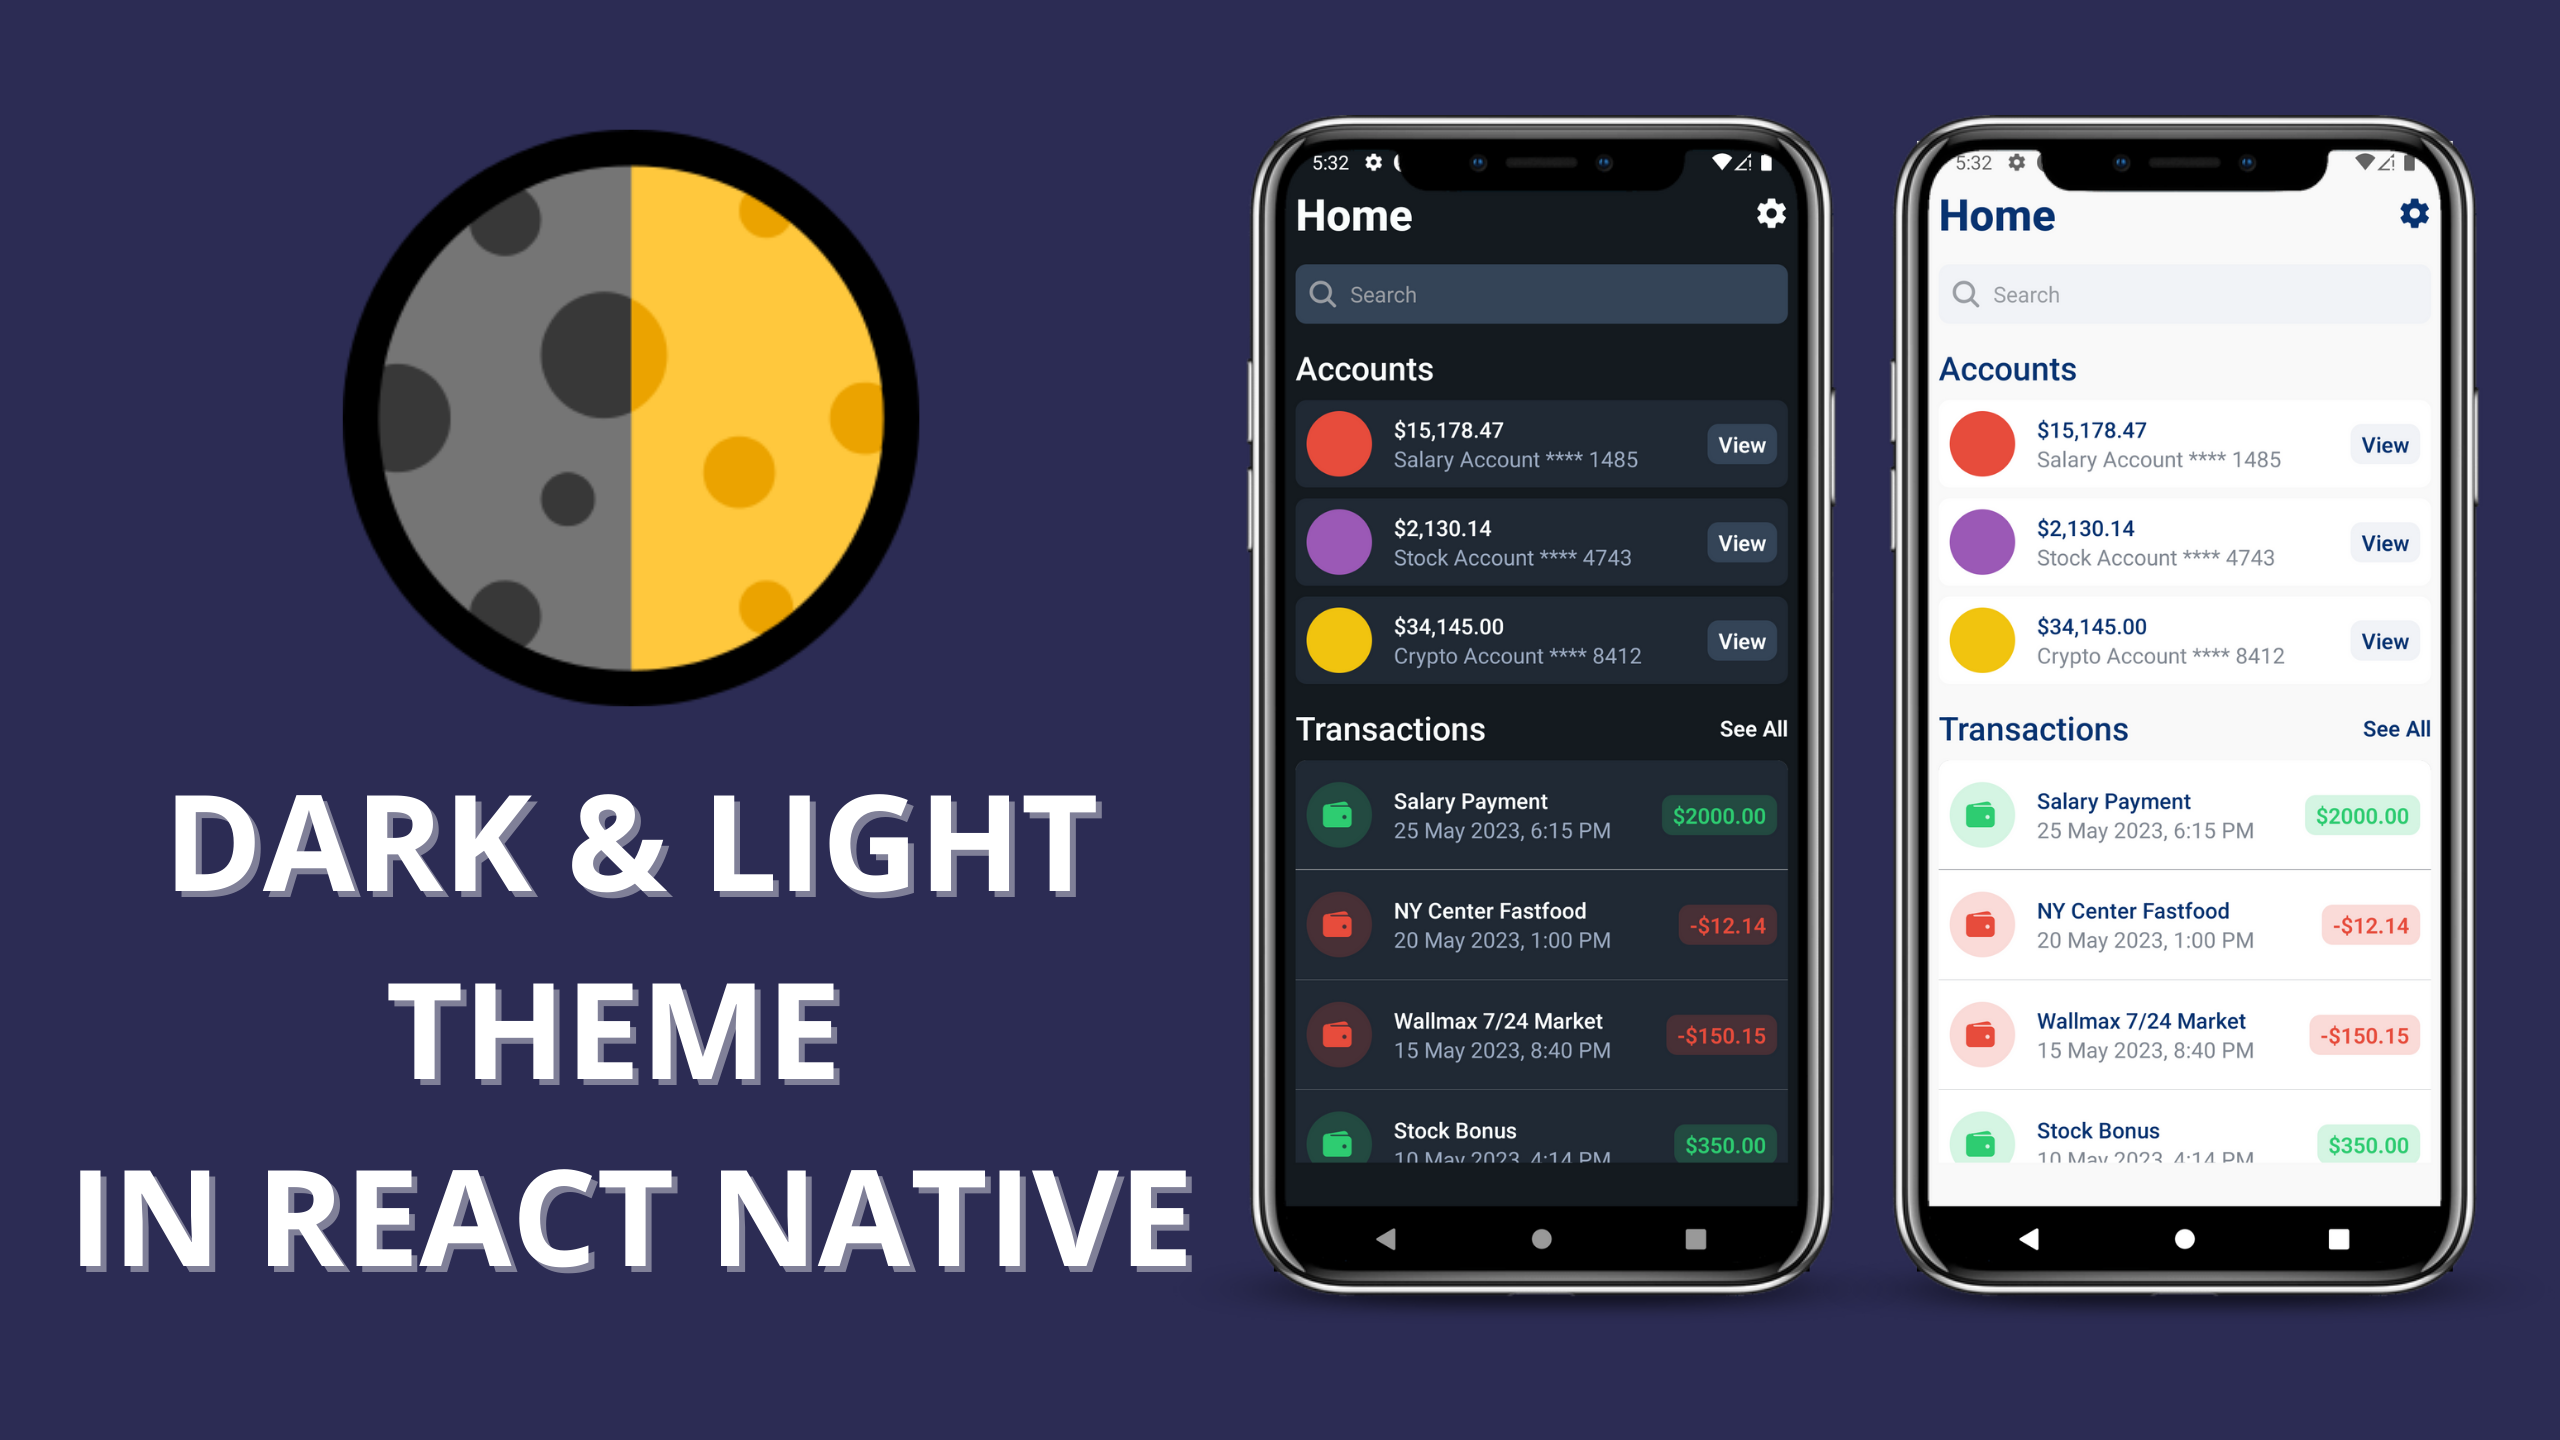 DARK & LIGHT
THEME
IN REACT NATIVE
5:32
Home
Search
Accounts
$15,178.47
Salary Account **** 1485
View
$2,130.14
Stock Account **** 4743
View
$34,145.00
Crypto Account **** 8412
View
Transactions
See All
Salary Payment
25 May 2023, 6:15 PM
$2000.00
NY Center Fastfood
20 May 2023, 1:00 PM
-$12.14
Wallmax 7/24 Market
15 May 2023, 8:40 PM
-$150.15
Stock Bonus
10 May 2023, 4:14 PM
$350.00
5:32
Home
Search
Accounts
$15,178.47
Salary Account **** 1485
View
$2,130.14
Stock Account **** 4743
View
$34,145.00
Crypto Account **** 8412
View
Transactions
See All
Salary Payment
25 May 2023, 6:15 PM
$2000.00
NY Center Fastfood
20 May 2023, 1:00 PM
-$12.14
Wallmax 7/24 Market
15 May 2023, 8:40 PM
-$150.15
Stock Bonus
10 May 2023, 4:14 PM
$350.00